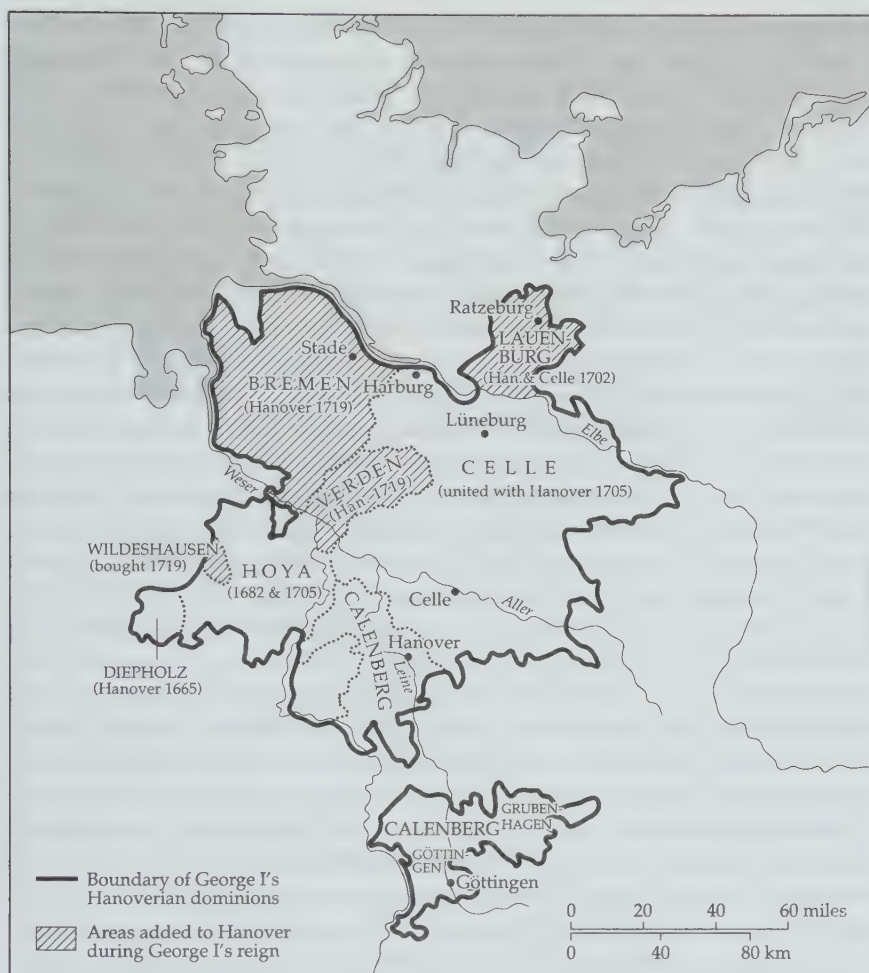 Ratzeburg
LAUEN-
BURG
(Han. & Celle 1702)
Stade
Harburg
BREMEN
(Hanover 1719)
Lüneburg
Elbe
CELLE
(united with Hanover 1705)
Weser
VERDEN
(Han. 1719)
WILDESHAUSEN
(bought 1719)
HOYA
(1682 & 1705)
Celle
Aller
CALENBERG
Hanover
Leine
DIEPHOLZ
(Hanover 1665)
GRUBEN-
HAGEN
CALENBERG
GÖTTIN-
GEN
Göttingen
Boundary of George I's
Hanoverian dominions
Areas added to Hanover
during George I's reign
0 20 40 60 miles
0 40 80 km